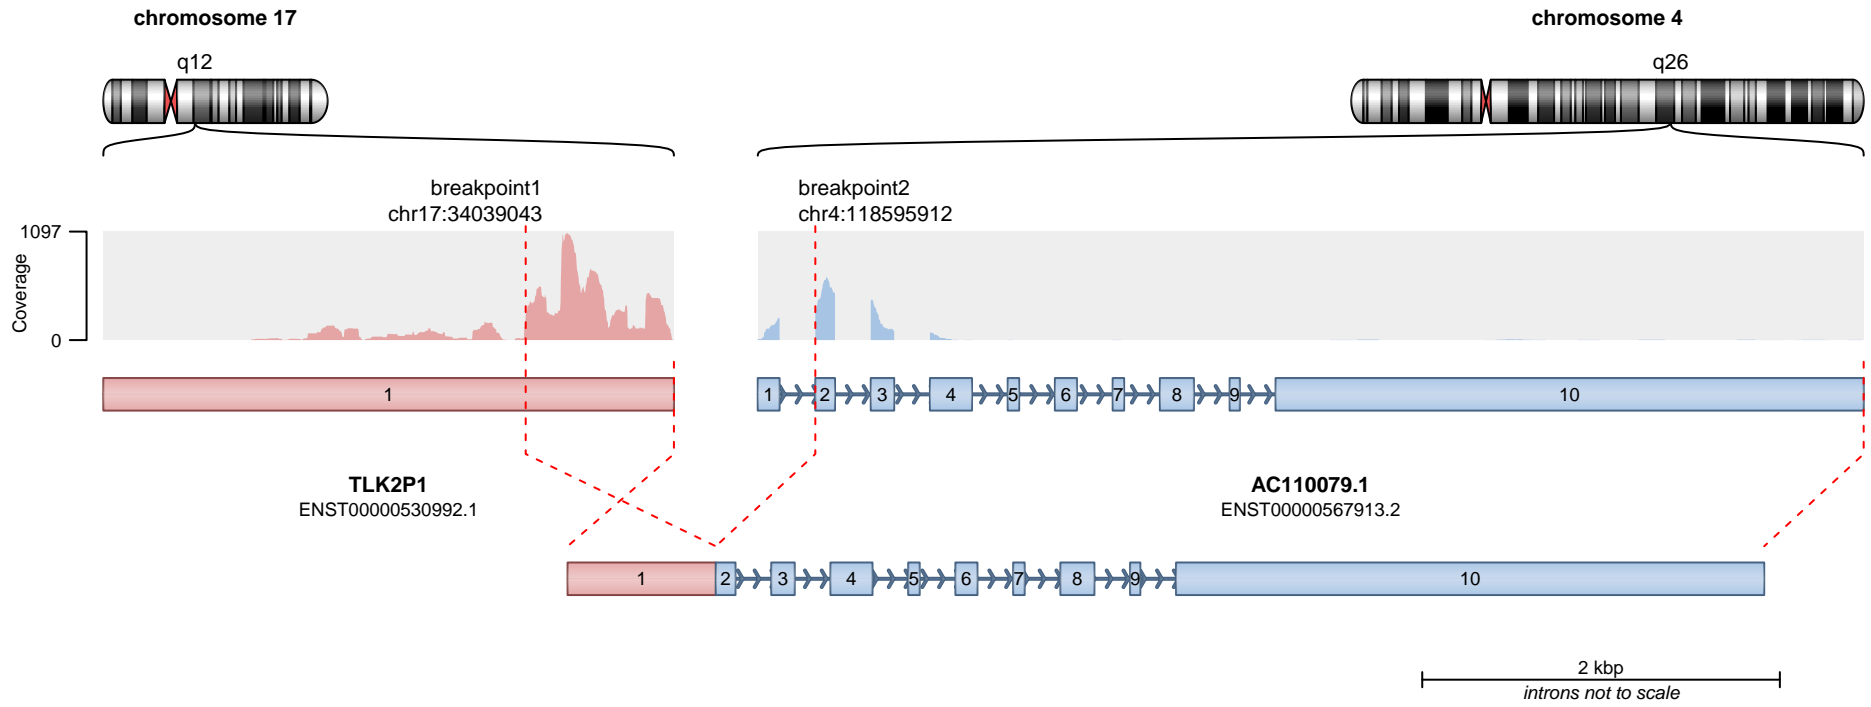 chromosome 17
chromosome 4
q12
q26
breakpoint1
chr17:34039043
breakpoint2
chr4:118595912
1097
0
Coverage
1
1 2 3 4 5 6 7 8 9 10
TLK2P1
ENST00000530992.1
AC110079.1
ENST00000567913.2
1 2 3 4 5 6 7 8 9 10
2 kbp
introns not to scale